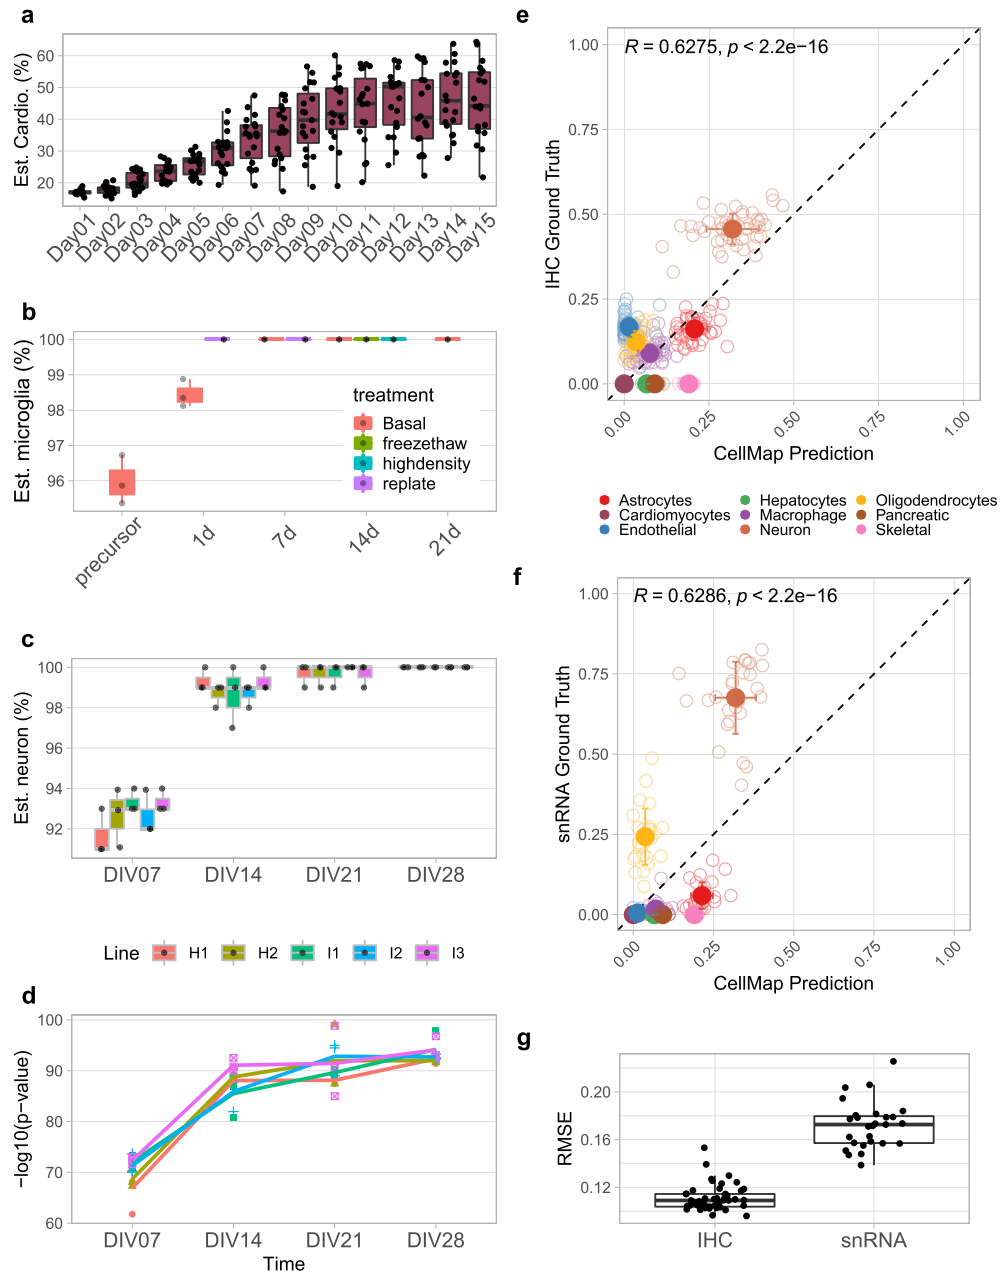 a
Est. Cardio. (%)
60
50
40
30
20
Day01
Day02
Day03
Day04
Day05
Day06
Day07
Day08
Day09
Day10
Day11
Day12
Day13
Day14
Day15
b
Est. microglia (%)
100
99
98
97
96
precursor
1d
7d
14d
21d
treatment
Basal
freezethaw
highdensity
replate
c
Est. neuron (%)
100
98
96
94
92
DIV07
DIV14
DIV21
DIV28
Line
H1
H2
I1
I2
I3
d
−log10(p−value)
100
90
80
70
60
DIV07
DIV14
DIV21
DIV28
Time
e
R = 0.6275, p < 2.2e−16
IHC Ground Truth
1.00
0.75
0.50
0.25
0.00
0.00
0.25
0.50
0.75
1.00
CellMap Prediction
Astrocytes
Hepatocytes
Oligodendrocytes
Cardiomyocytes
Macrophage
Pancreatic
Endothelial
Neuron
Skeletal
f
R = 0.6286, p < 2.2e−16
snRNA Ground Truth
1.00
0.75
0.50
0.25
0.00
0.00
0.25
0.50
0.75
1.00
CellMap Prediction
g
RMSE
0.20
0.16
0.12
IHC
snRNA